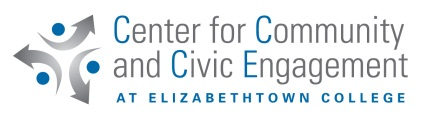 Center for Community
and Civic Engagement
AT ELIZABETHTOWN COLLEGE